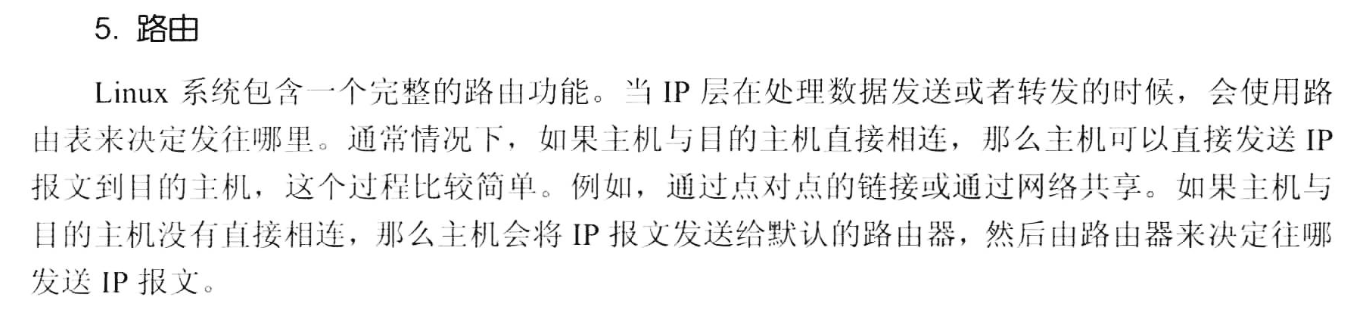 5. 路由
Linux 系统包含一个完整的路由功能。当 IP 层在处理数据发送或者转发的时候，会使用路
由表来决定发往哪里。通常情况下，如果主机与目的主机直接相连，那么主机可以直接发送 IP
报文到目的主机，这个过程比较简单。例如，通过点对点的链接或通过网络共享。如果主机与
目的主机没有直接相连，那么主机会将 IP 报文发送给默认的路由器，然后由路由器来决定往哪
发送 IP 报文。